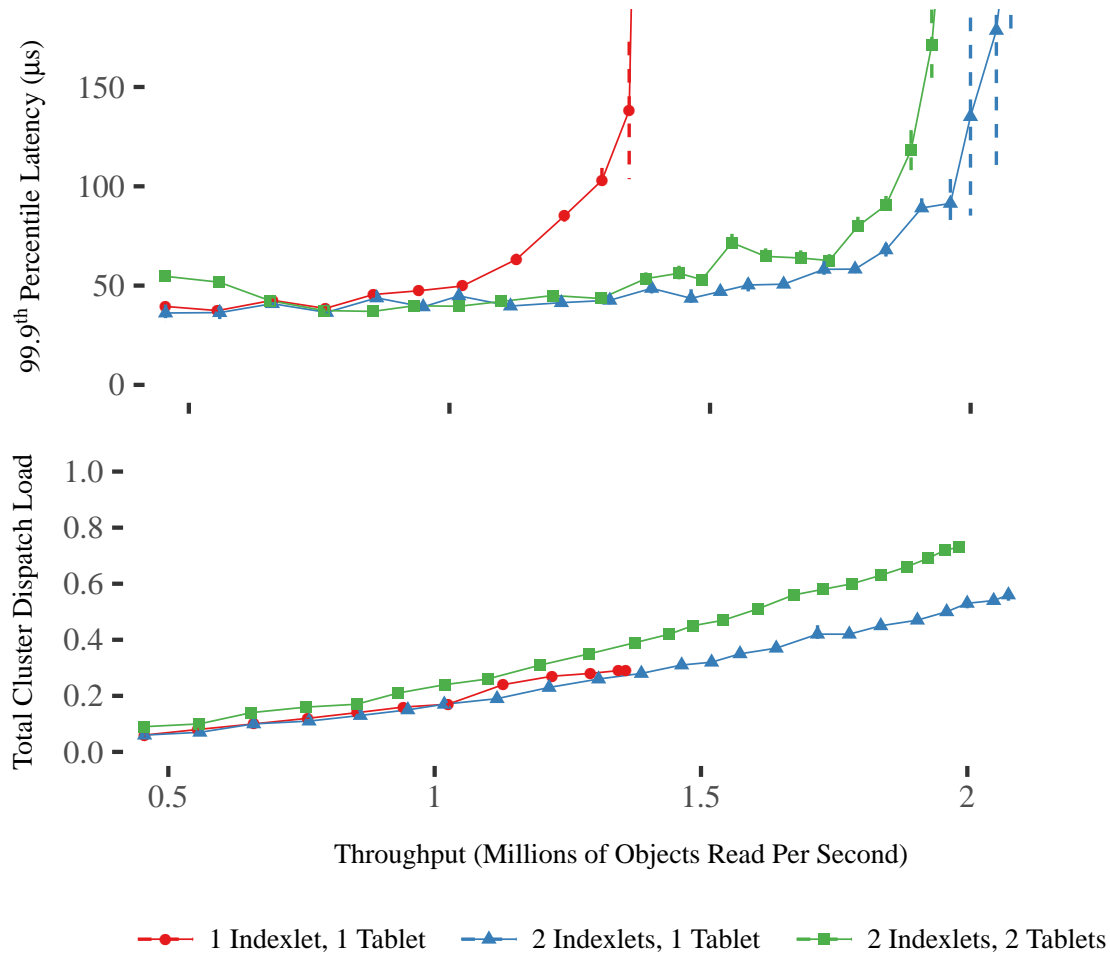 99.9th Percentile Latency (μs)
150
100
50
0
Total Cluster Dispatch Load
1.0
0.8
0.6
0.4
0.2
0.0
0.5 1 1.5 2
Throughput (Millions of Objects Read Per Second)
1 Indexlet, 1 Tablet 2 Indexlets, 1 Tablet 2 Indexlets, 2 Tablets